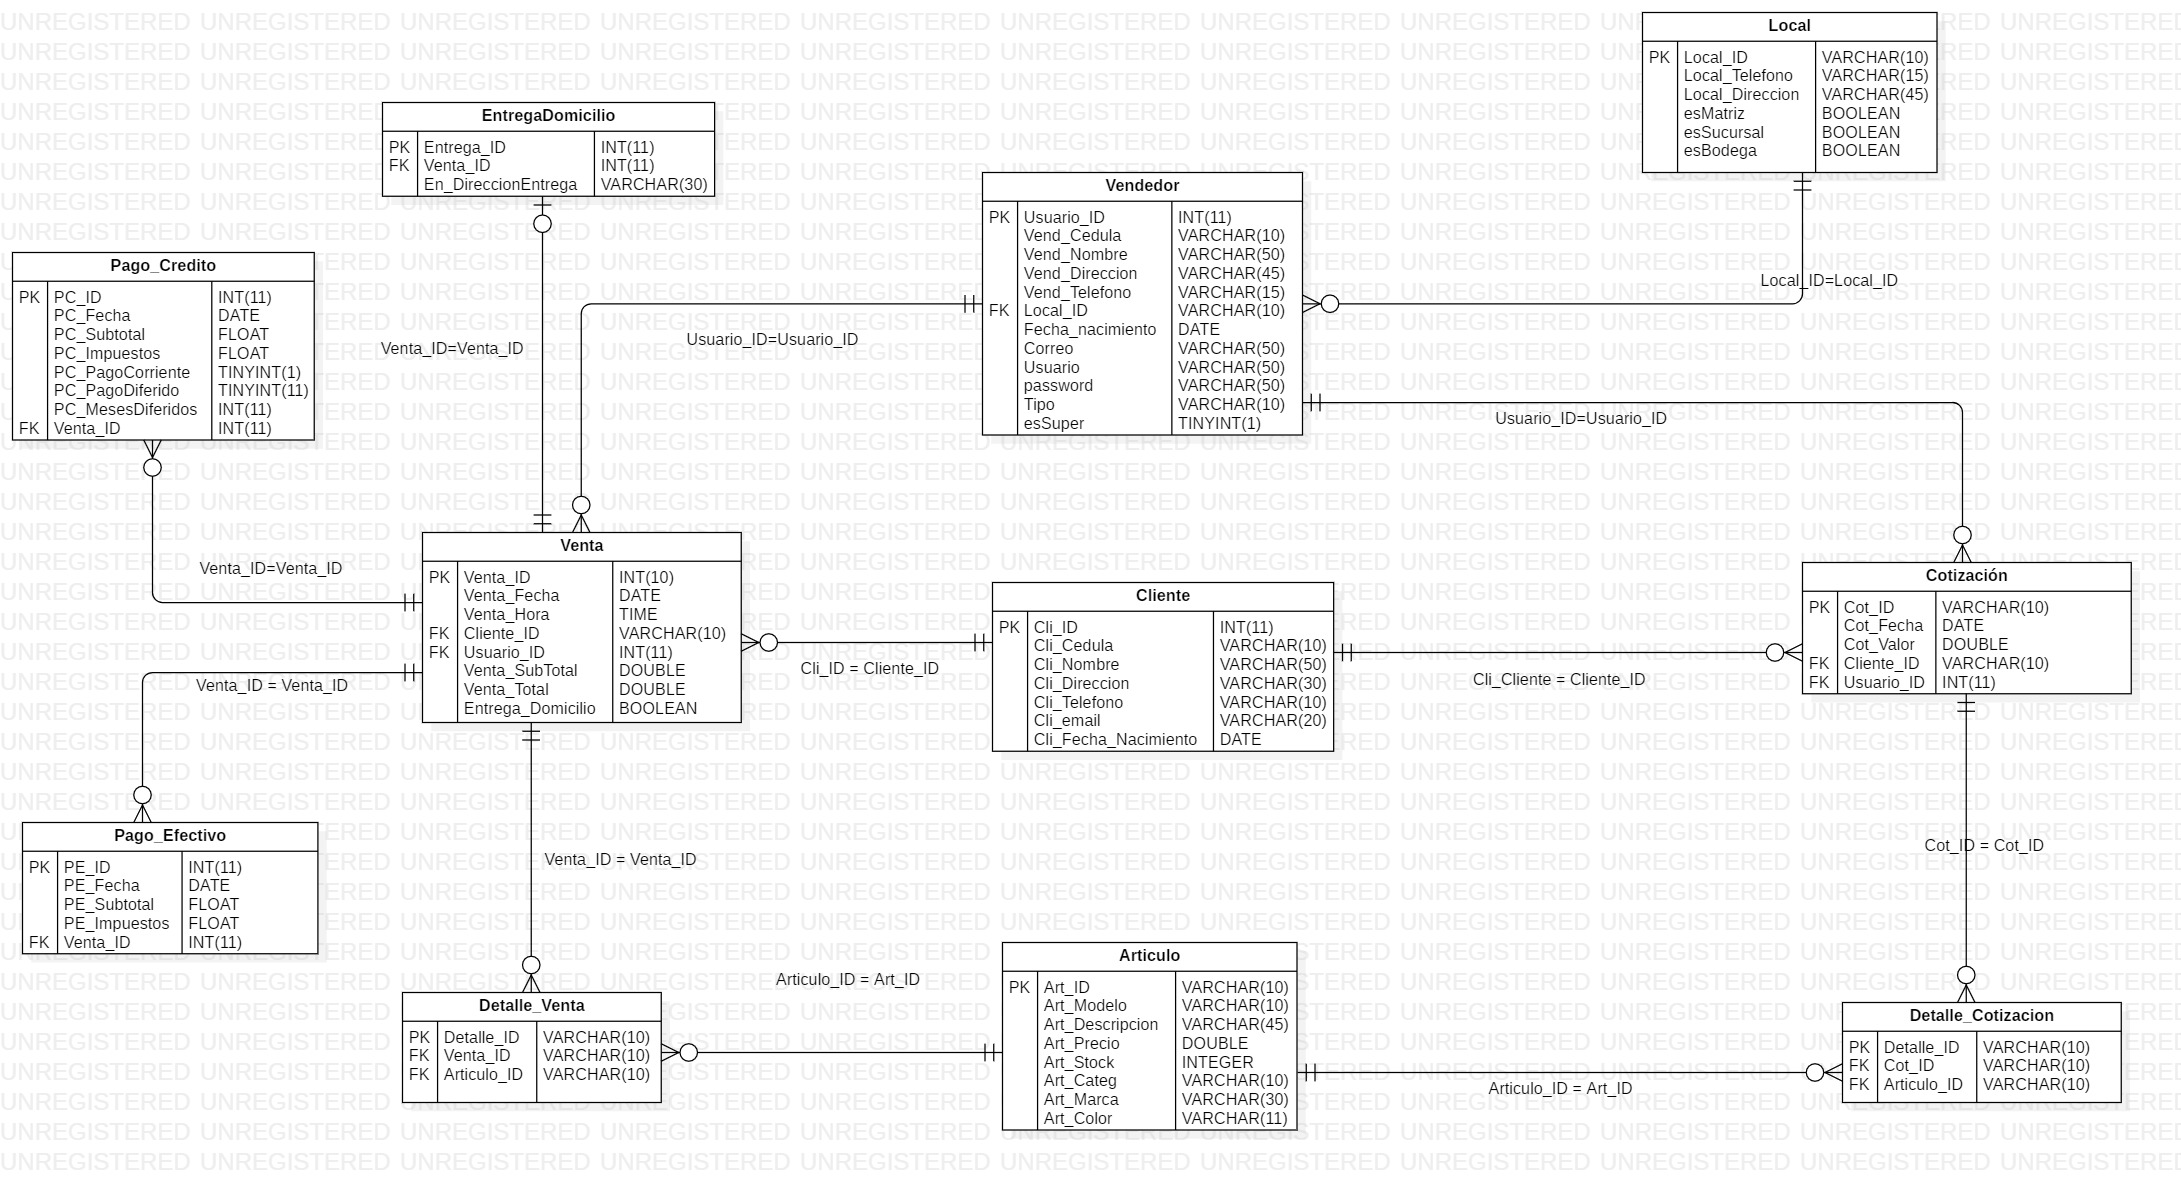 Local
PK Local_ID VARCHAR(10)
Local_Telefono VARCHAR(15)
Local_Direccion VARCHAR(45)
esMatriz BOOLEAN
esSucursal BOOLEAN
esBodega BOOLEAN
EntregaDomicilio
PK Entrega_ID INT(11)
FK Venta_ID INT(11)
En_DireccionEntrega VARCHAR(30)
Vendedor
PK Usuario_ID INT(11)
Vend_Cedula VARCHAR(10)
Vend_Nombre VARCHAR(50)
Vend_Direccion VARCHAR(45)
Vend_Telefono VARCHAR(15)
FK Local_ID VARCHAR(10)
Fecha_nacimiento DATE
Correo VARCHAR(50)
Usuario VARCHAR(50)
password VARCHAR(50)
Tipo VARCHAR(10)
esSuper TINYINT(1)
Pago_Credito
PK PC_ID INT(11)
PC_Fecha DATE
PC_Subtotal FLOAT
PC_Impuestos FLOAT
PC_PagoCorriente TINYINT(1)
PC_PagoDiferido TINYINT(11)
PC_MesesDiferidos INT(11)
FK Venta_ID INT(11)
Local_ID=Local_ID
Usuario_ID=Usuario_ID
Venta_ID=Venta_ID
Usuario_ID=Usuario_ID
Venta_ID=Venta_ID
Venta
PK Venta_ID INT(10)
Venta_Fecha DATE
Venta_Hora TIME
FK Cliente_ID VARCHAR(10)
FK Usuario_ID INT(11)
Venta_SubTotal DOUBLE
Venta_Total DOUBLE
Entrega_Domicilio BOOLEAN
Cliente
PK Cli_ID INT(11)
Cli_Cedula VARCHAR(10)
Cli_Nombre VARCHAR(50)
Cli_Direccion VARCHAR(30)
Cli_Telefono VARCHAR(10)
Cli_email VARCHAR(20)
Cli_Fecha_Nacimiento DATE
Cotización
PK Cot_ID VARCHAR(10)
Cot_Fecha DATE
Cot_Valor DOUBLE
FK Cliente_ID VARCHAR(10)
FK Usuario_ID INT(11)
Cli_ID = Cliente_ID
Cli_Cliente = Cliente_ID
Venta_ID = Venta_ID
Pago_Efectivo
PK PE_ID INT(11)
PE_Fecha DATE
PE_Subtotal FLOAT
PE_Impuestos FLOAT
FK Venta_ID INT(11)
Venta_ID = Venta_ID
Cot_ID = Cot_ID
Articulo_ID = Art_ID
Detalle_Venta
PK Detalle_ID VARCHAR(10)
FK Venta_ID VARCHAR(10)
FK Articulo_ID VARCHAR(10)
Articulo
PK Art_ID VARCHAR(10)
Art_Modelo VARCHAR(10)
Art_Descripcion VARCHAR(45)
Art_Precio DOUBLE
Art_Stock INTEGER
Art_Categ VARCHAR(10)
Art_Marca VARCHAR(30)
Art_Color VARCHAR(11)
Articulo_ID = Art_ID
Detalle_Cotizacion
PK Detalle_ID VARCHAR(10)
FK Cot_ID VARCHAR(10)
FK Articulo_ID VARCHAR(10)
UNREGISTERED